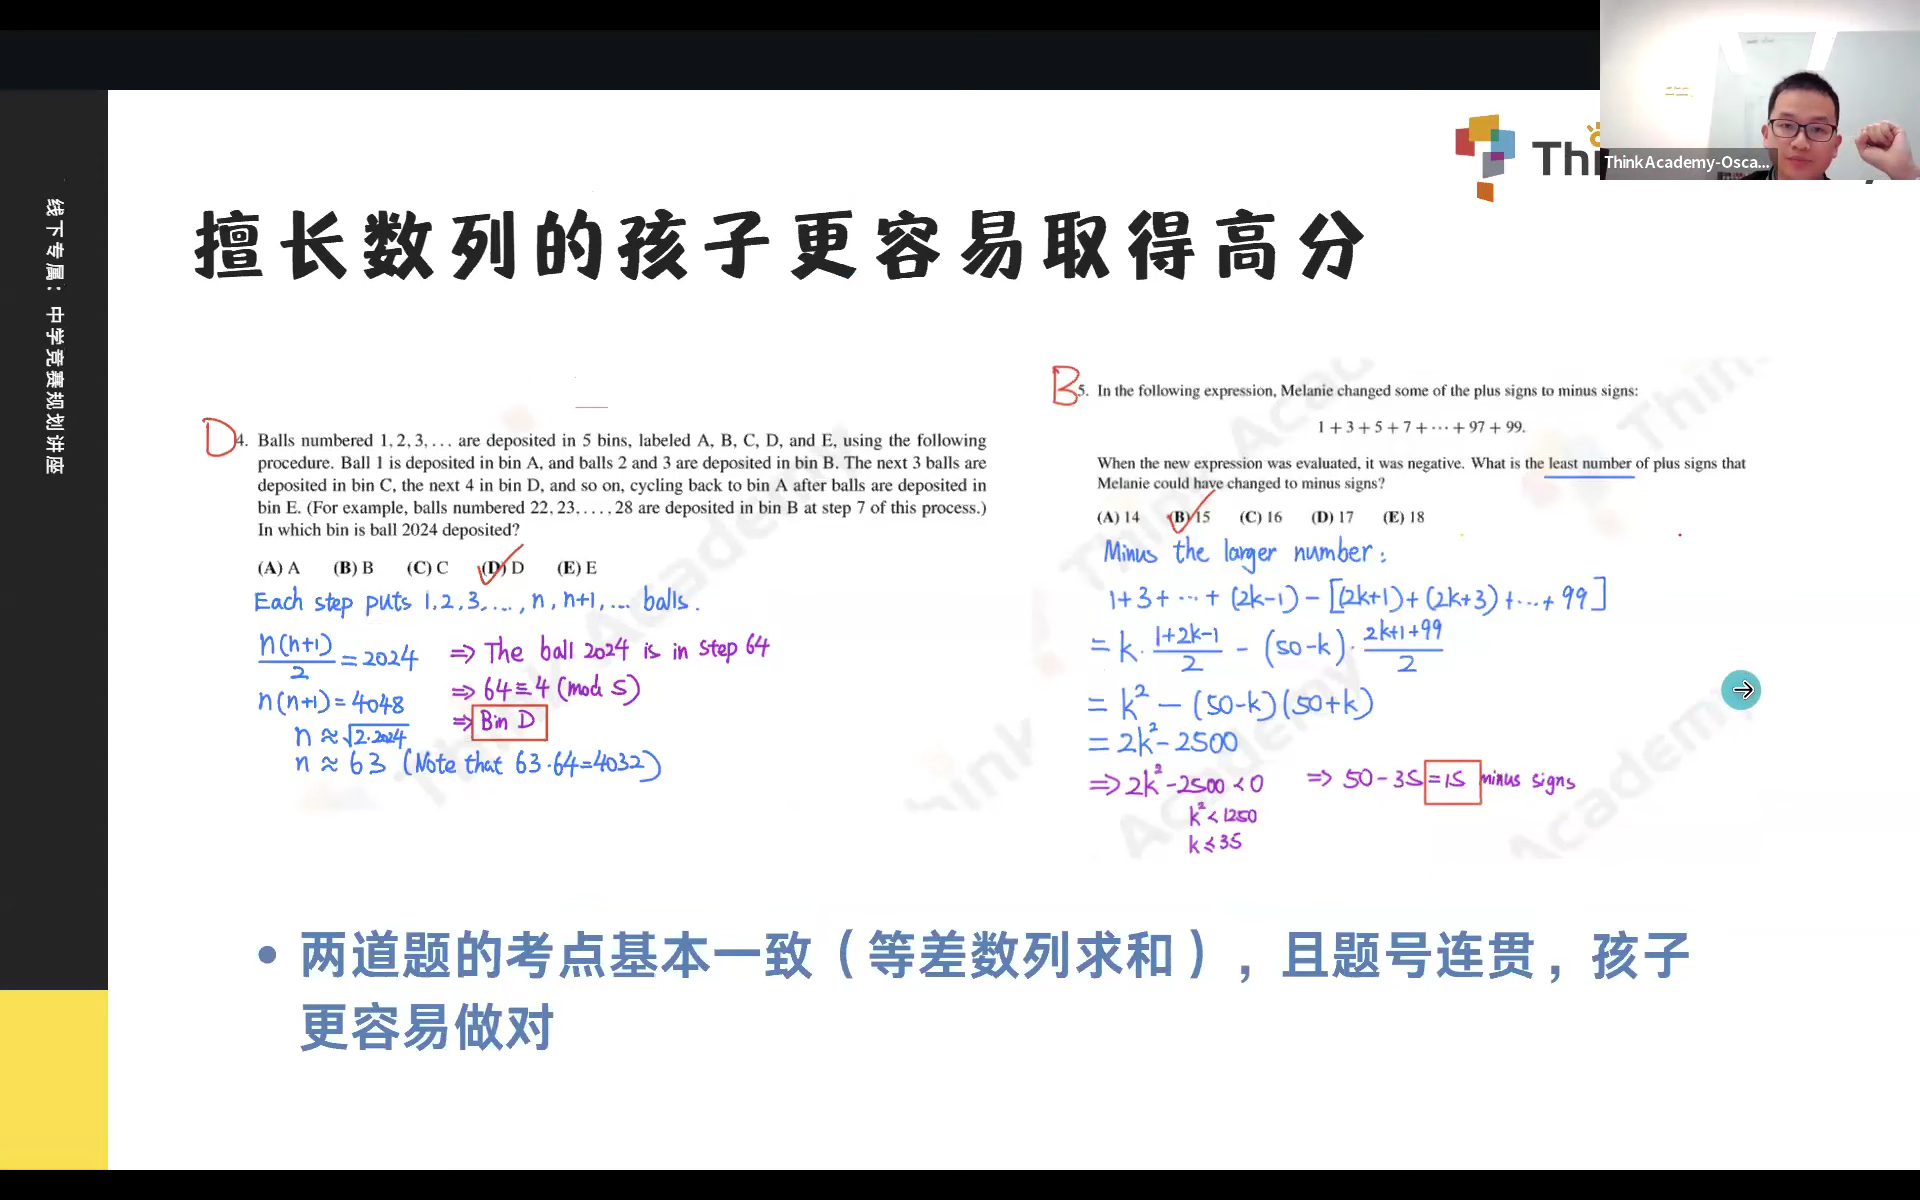 ThinkAcademy-Osca...
Thi
线下专属：中学竞赛规划讲座
擅长数列的孩子更容易取得高分
D
4. Balls numbered 1, 2, 3, . . . are deposited in 5 bins, labeled A, B, C, D, and E, using the following
procedure. Ball 1 is deposited in bin A, and balls 2 and 3 are deposited in bin B. The next 3 balls are
deposited in bin C, the next 4 in bin D, and so on, cycling back to bin A after balls are deposited in
bin E. (For example, balls numbered 22, 23, . . . , 28 are deposited in bin B at step 7 of this process.)
In which bin is ball 2024 deposited?
(A) A (B) B (C) C (D) D (E) E
Each step puts 1, 2, 3, ..., n, n+1, ... balls.
n(n+1)/2 = 2024
n(n+1) = 4048
n ≈ √2·2024
n ≈ 63 (Note that 63·64=4032)
⇒ The ball 2024 is in step 64
⇒ 64 ≡ 4 (mod 5)
⇒ Bin D
B
5. In the following expression, Melanie changed some of the plus signs to minus signs:
1 + 3 + 5 + 7 + · · · + 97 + 99.
When the new expression was evaluated, it was negative. What is the least number of plus signs that
Melanie could have changed to minus signs?
(A) 14 (B) 15 (C) 16 (D) 17 (E) 18
Minus the larger number:
1+3+ ··· + (2k-1) - [(2k+1)+(2k+3)+···+ 99]
= k · (1+2k-1)/2 - (50-k) · (2k+1+99)/2
= k² - (50-k)(50+k)
= 2k² - 2500
⇒ 2k² - 2500 < 0
k² < 1250
k ≤ 35
⇒ 50 - 35 = 15 minus signs
Think Academy
• 两道题的考点基本一致（等差数列求和），且题号连贯，孩子
更容易做对